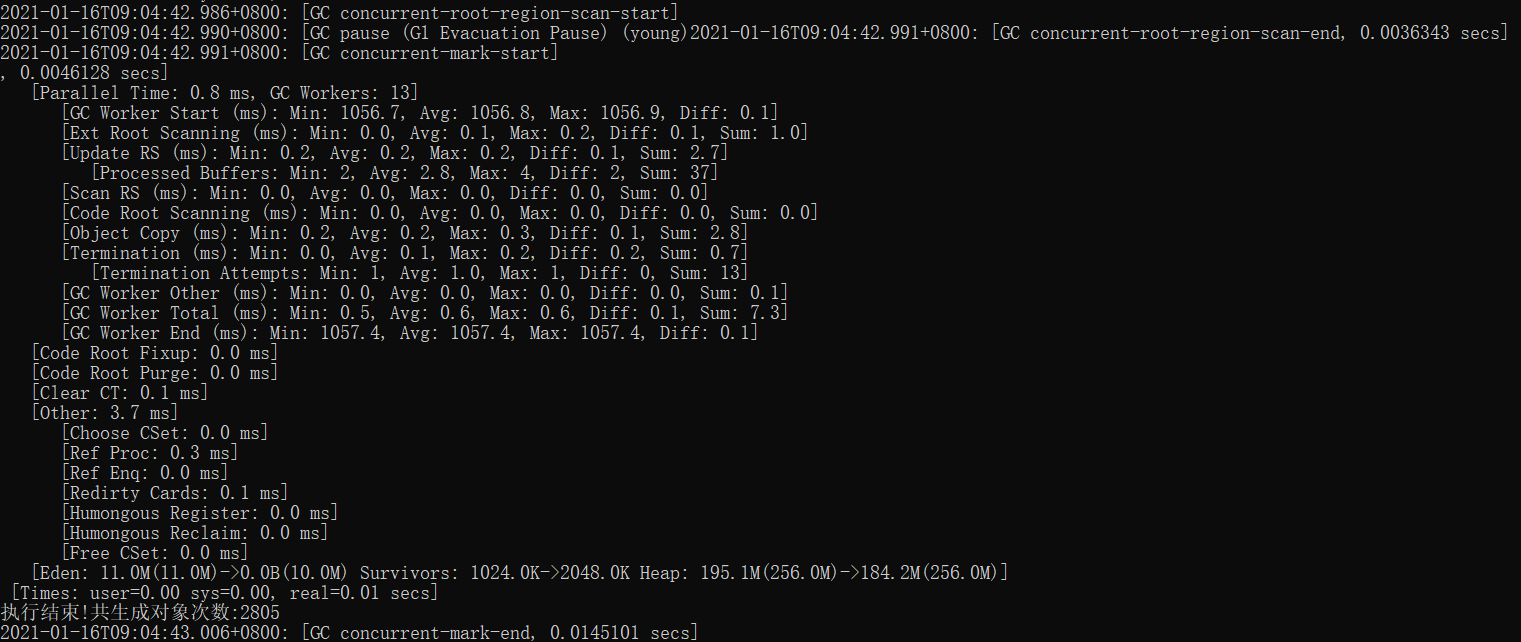 2021-01-16T09:04:42.986+0800: [GC concurrent-root-region-scan-start]
2021-01-16T09:04:42.990+0800: [GC pause (G1 Evacuation Pause) (young)2021-01-16T09:04:42.991+0800: [GC concurrent-root-region-scan-end, 0.0036343 secs]
2021-01-16T09:04:42.991+0800: [GC concurrent-mark-start]
, 0.0046128 secs]
   [Parallel Time: 0.8 ms, GC Workers: 13]
      [GC Worker Start (ms): Min: 1056.7, Avg: 1056.8, Max: 1056.9, Diff: 0.1]
      [Ext Root Scanning (ms): Min: 0.0, Avg: 0.1, Max: 0.2, Diff: 0.1, Sum: 1.0]
      [Update RS (ms): Min: 0.2, Avg: 0.2, Max: 0.2, Diff: 0.1, Sum: 2.7]
         [Processed Buffers: Min: 2, Avg: 2.8, Max: 4, Diff: 2, Sum: 37]
      [Scan RS (ms): Min: 0.0, Avg: 0.0, Max: 0.0, Diff: 0.0, Sum: 0.0]
      [Code Root Scanning (ms): Min: 0.0, Avg: 0.0, Max: 0.0, Diff: 0.0, Sum: 0.0]
      [Object Copy (ms): Min: 0.2, Avg: 0.2, Max: 0.3, Diff: 0.1, Sum: 2.8]
      [Termination (ms): Min: 0.0, Avg: 0.1, Max: 0.2, Diff: 0.2, Sum: 0.7]
         [Termination Attempts: Min: 1, Avg: 1.0, Max: 1, Diff: 0, Sum: 13]
      [GC Worker Other (ms): Min: 0.0, Avg: 0.0, Max: 0.0, Diff: 0.0, Sum: 0.1]
      [GC Worker Total (ms): Min: 0.5, Avg: 0.6, Max: 0.6, Diff: 0.1, Sum: 7.3]
      [GC Worker End (ms): Min: 1057.4, Avg: 1057.4, Max: 1057.4, Diff: 0.1]
   [Code Root Fixup: 0.0 ms]
   [Code Root Purge: 0.0 ms]
   [Clear CT: 0.1 ms]
   [Other: 3.7 ms]
      [Choose CSet: 0.0 ms]
      [Ref Proc: 0.3 ms]
      [Ref Enq: 0.0 ms]
      [Redirty Cards: 0.1 ms]
      [Humongous Register: 0.0 ms]
      [Humongous Reclaim: 0.0 ms]
      [Free CSet: 0.0 ms]
   [Eden: 11.0M(11.0M)->0.0B(10.0M) Survivors: 1024.0K->2048.0K Heap: 195.1M(256.0M)->184.2M(256.0M)]
 [Times: user=0.00 sys=0.00, real=0.01 secs]
执行结束!共生成对象次数:2805
2021-01-16T09:04:43.006+0800: [GC concurrent-mark-end, 0.0145101 secs]